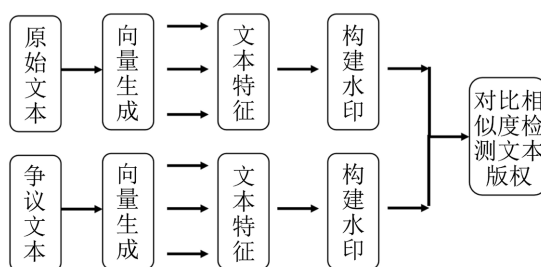 原始文本
向量生成
文本特征
构建水印
争议文本
向量生成
文本特征
构建水印
对比相
似度检
测文本
版权